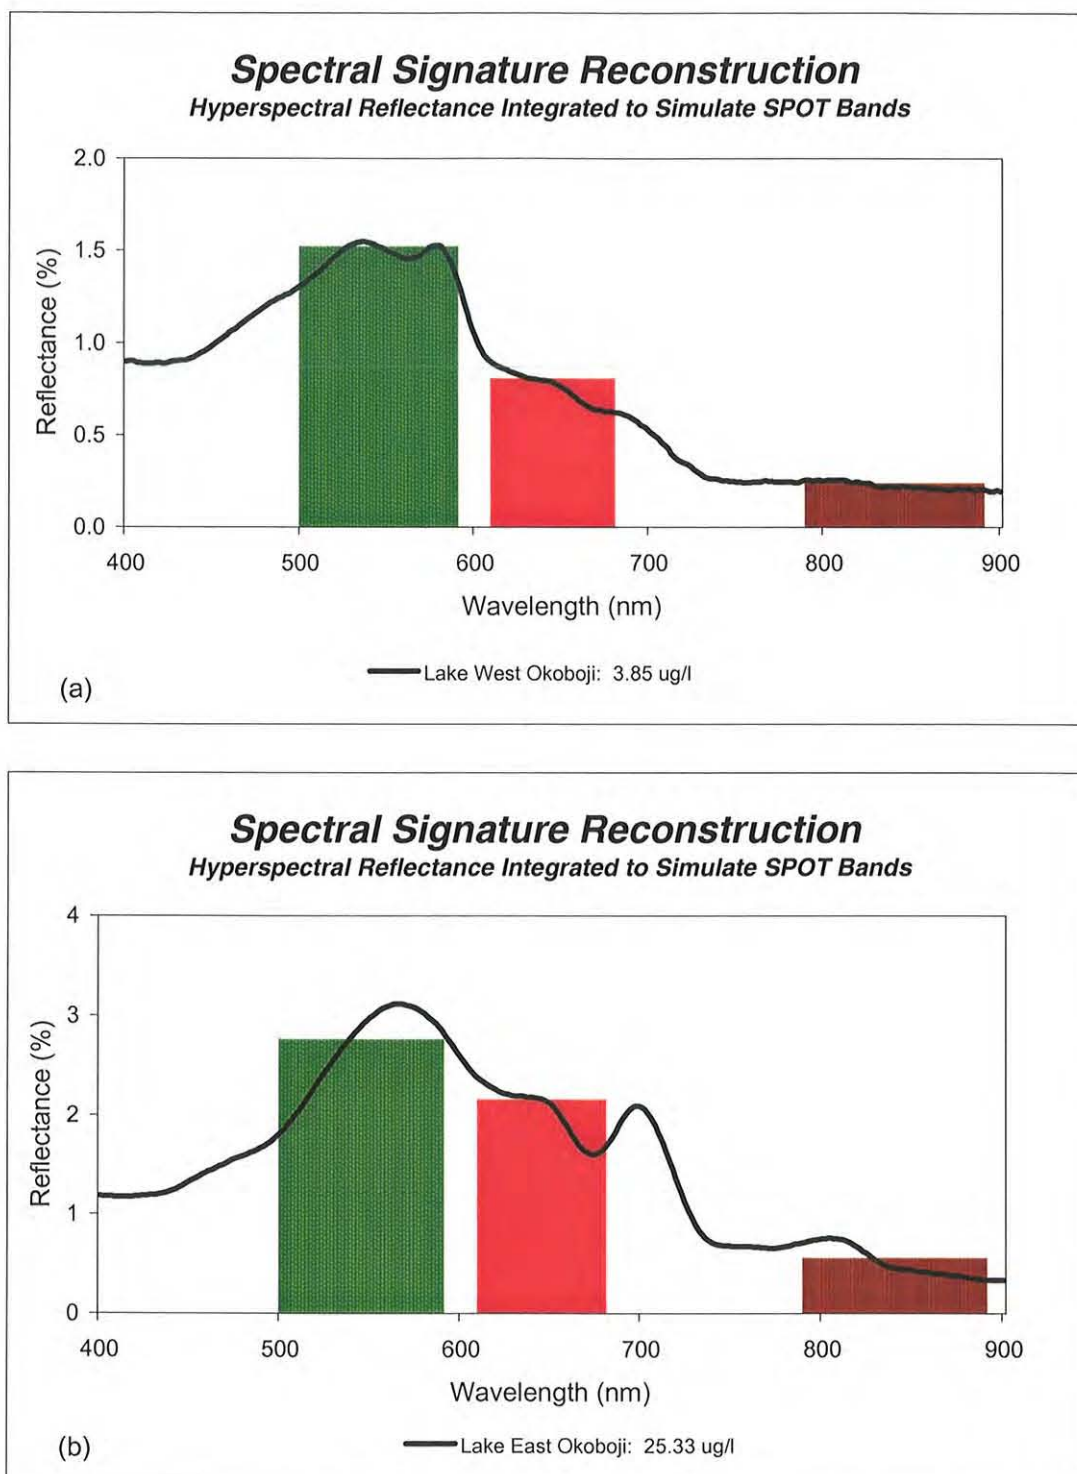 Spectral Signature Reconstruction
Hyperspectral Reflectance Integrated to Simulate SPOT Bands
2.0
1.5
1.0
0.5
0.0
Reflectance (%)
400 500 600 700 800 900
Wavelength (nm)
Lake West Okoboji: 3.85 ug/l
(a)
Spectral Signature Reconstruction
Hyperspectral Reflectance Integrated to Simulate SPOT Bands
4
3
2
1
0
Reflectance (%)
400 500 600 700 800 900
Wavelength (nm)
Lake East Okoboji: 25.33 ug/l
(b)